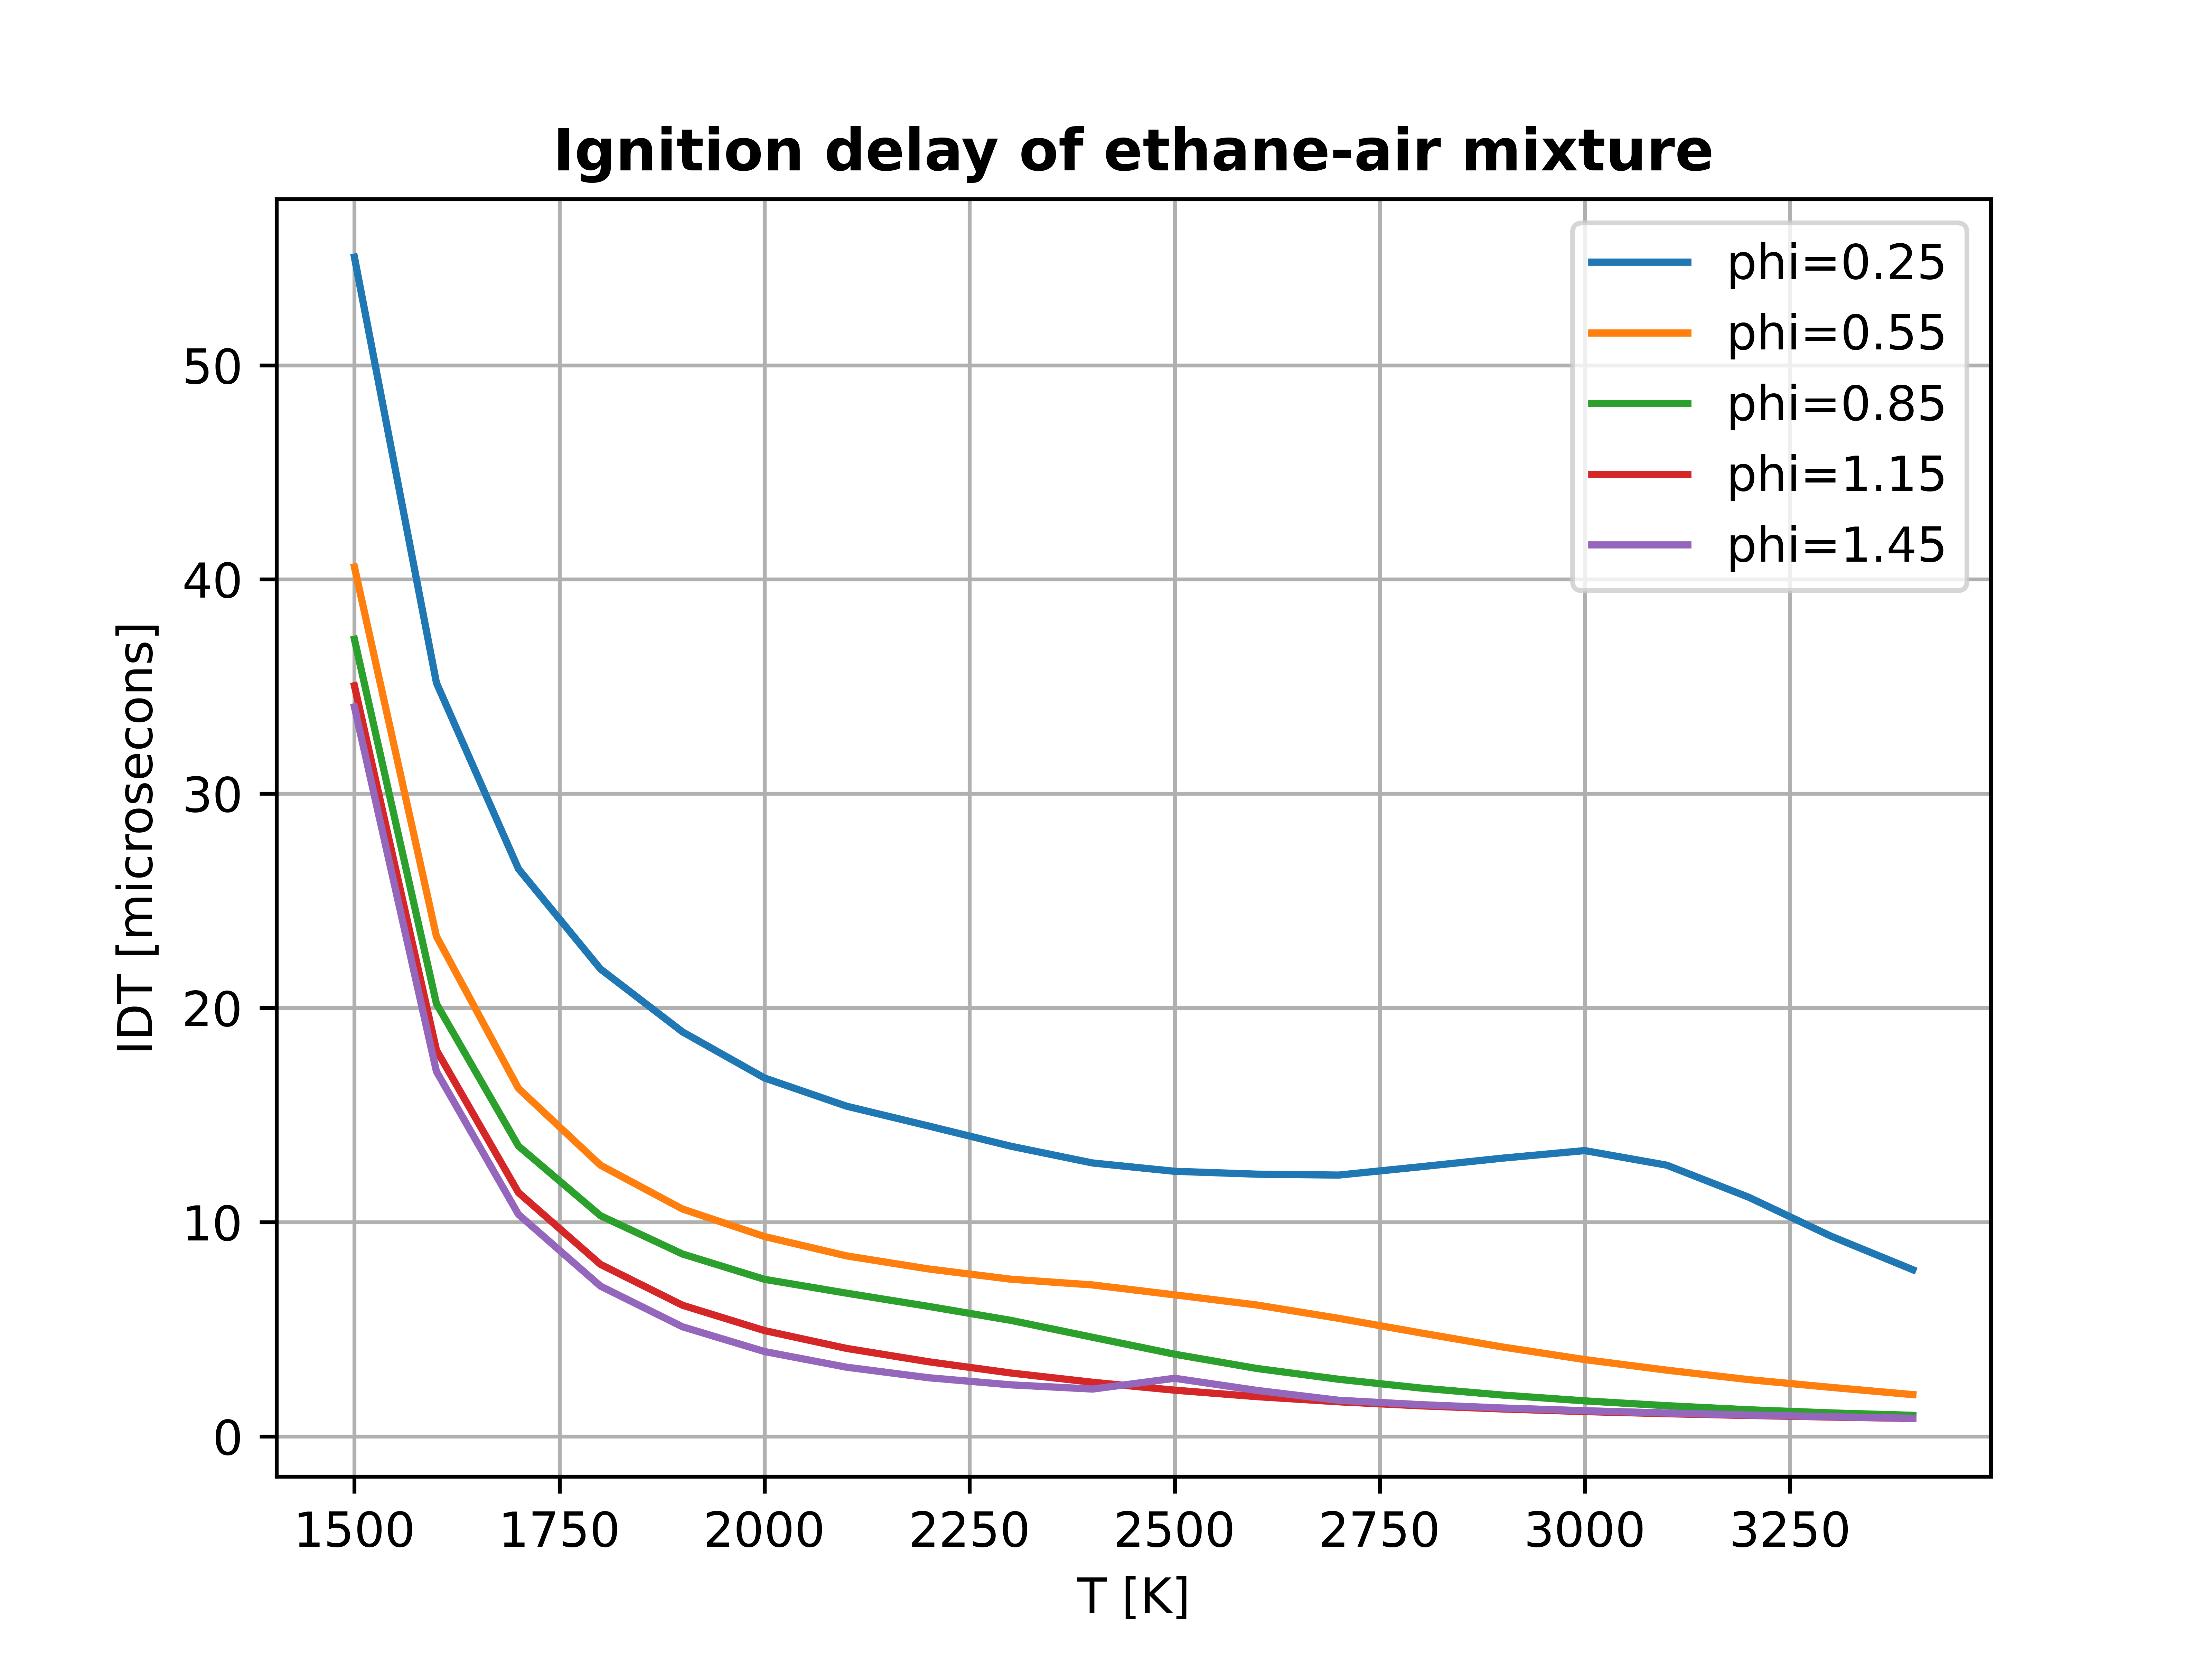 Ignition delay of ethane-air mixture
phi=0.25
phi=0.55
phi=0.85
phi=1.15
phi=1.45
IDT [microsecons]
50
40
30
20
10
0
1500 1750 2000 2250 2500 2750 3000 3250
T [K]